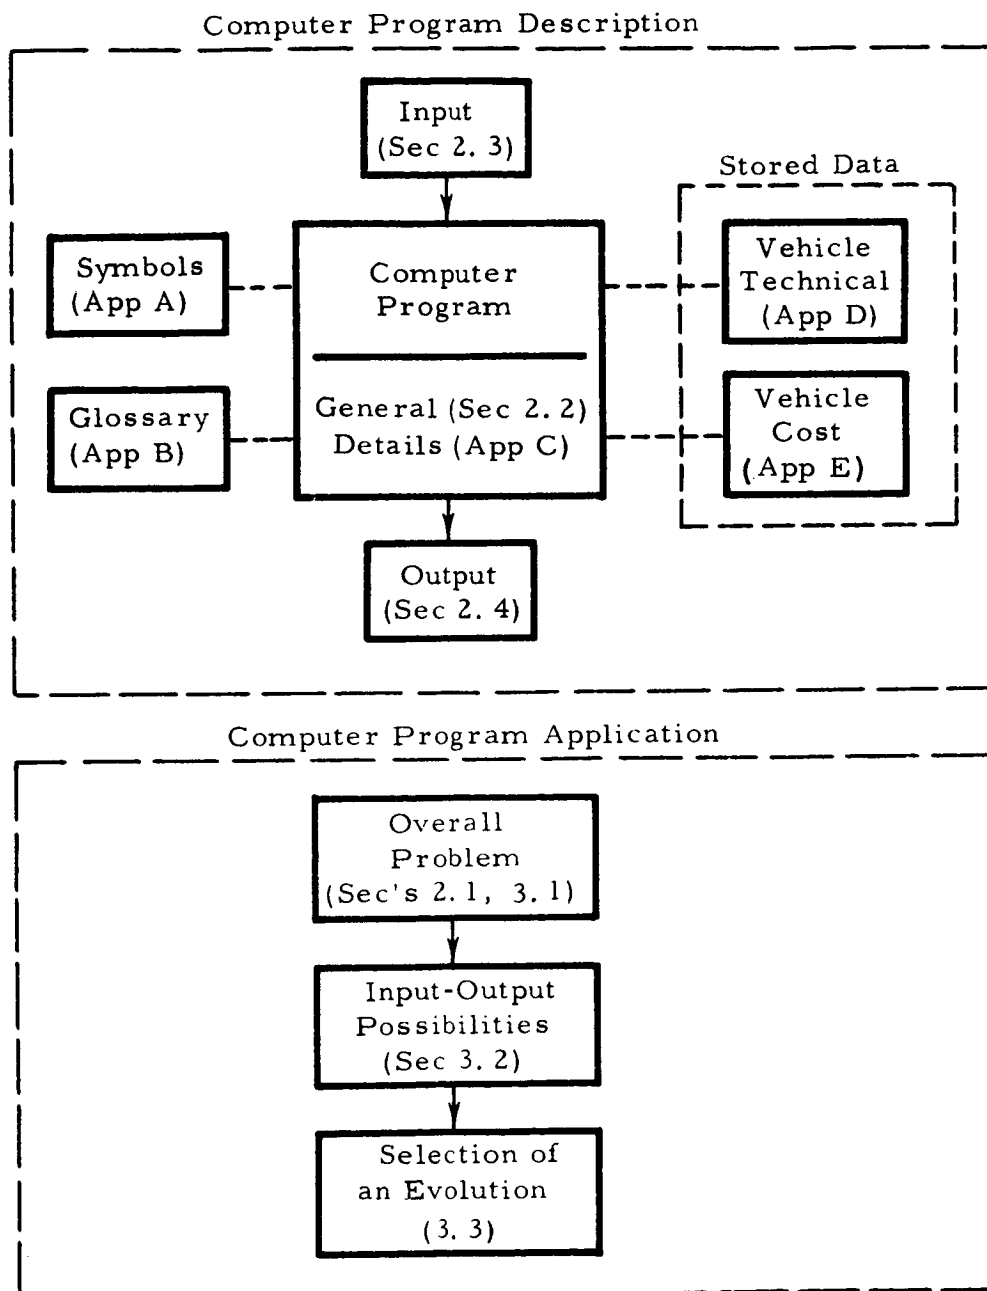 Computer Program Description
Input
(Sec 2. 3)
Stored Data
Symbols
(App A)
Computer
Program
Vehicle
Technical
(App D)
Glossary
(App B)
General (Sec 2. 2)
Details (App C)
Vehicle
Cost
(App E)
Output
(Sec 2. 4)
Computer Program Application
Overall
Problem
(Sec's 2. 1, 3. 1)
Input-Output
Possibilities
(Sec 3. 2)
Selection of
an Evolution
(3. 3)